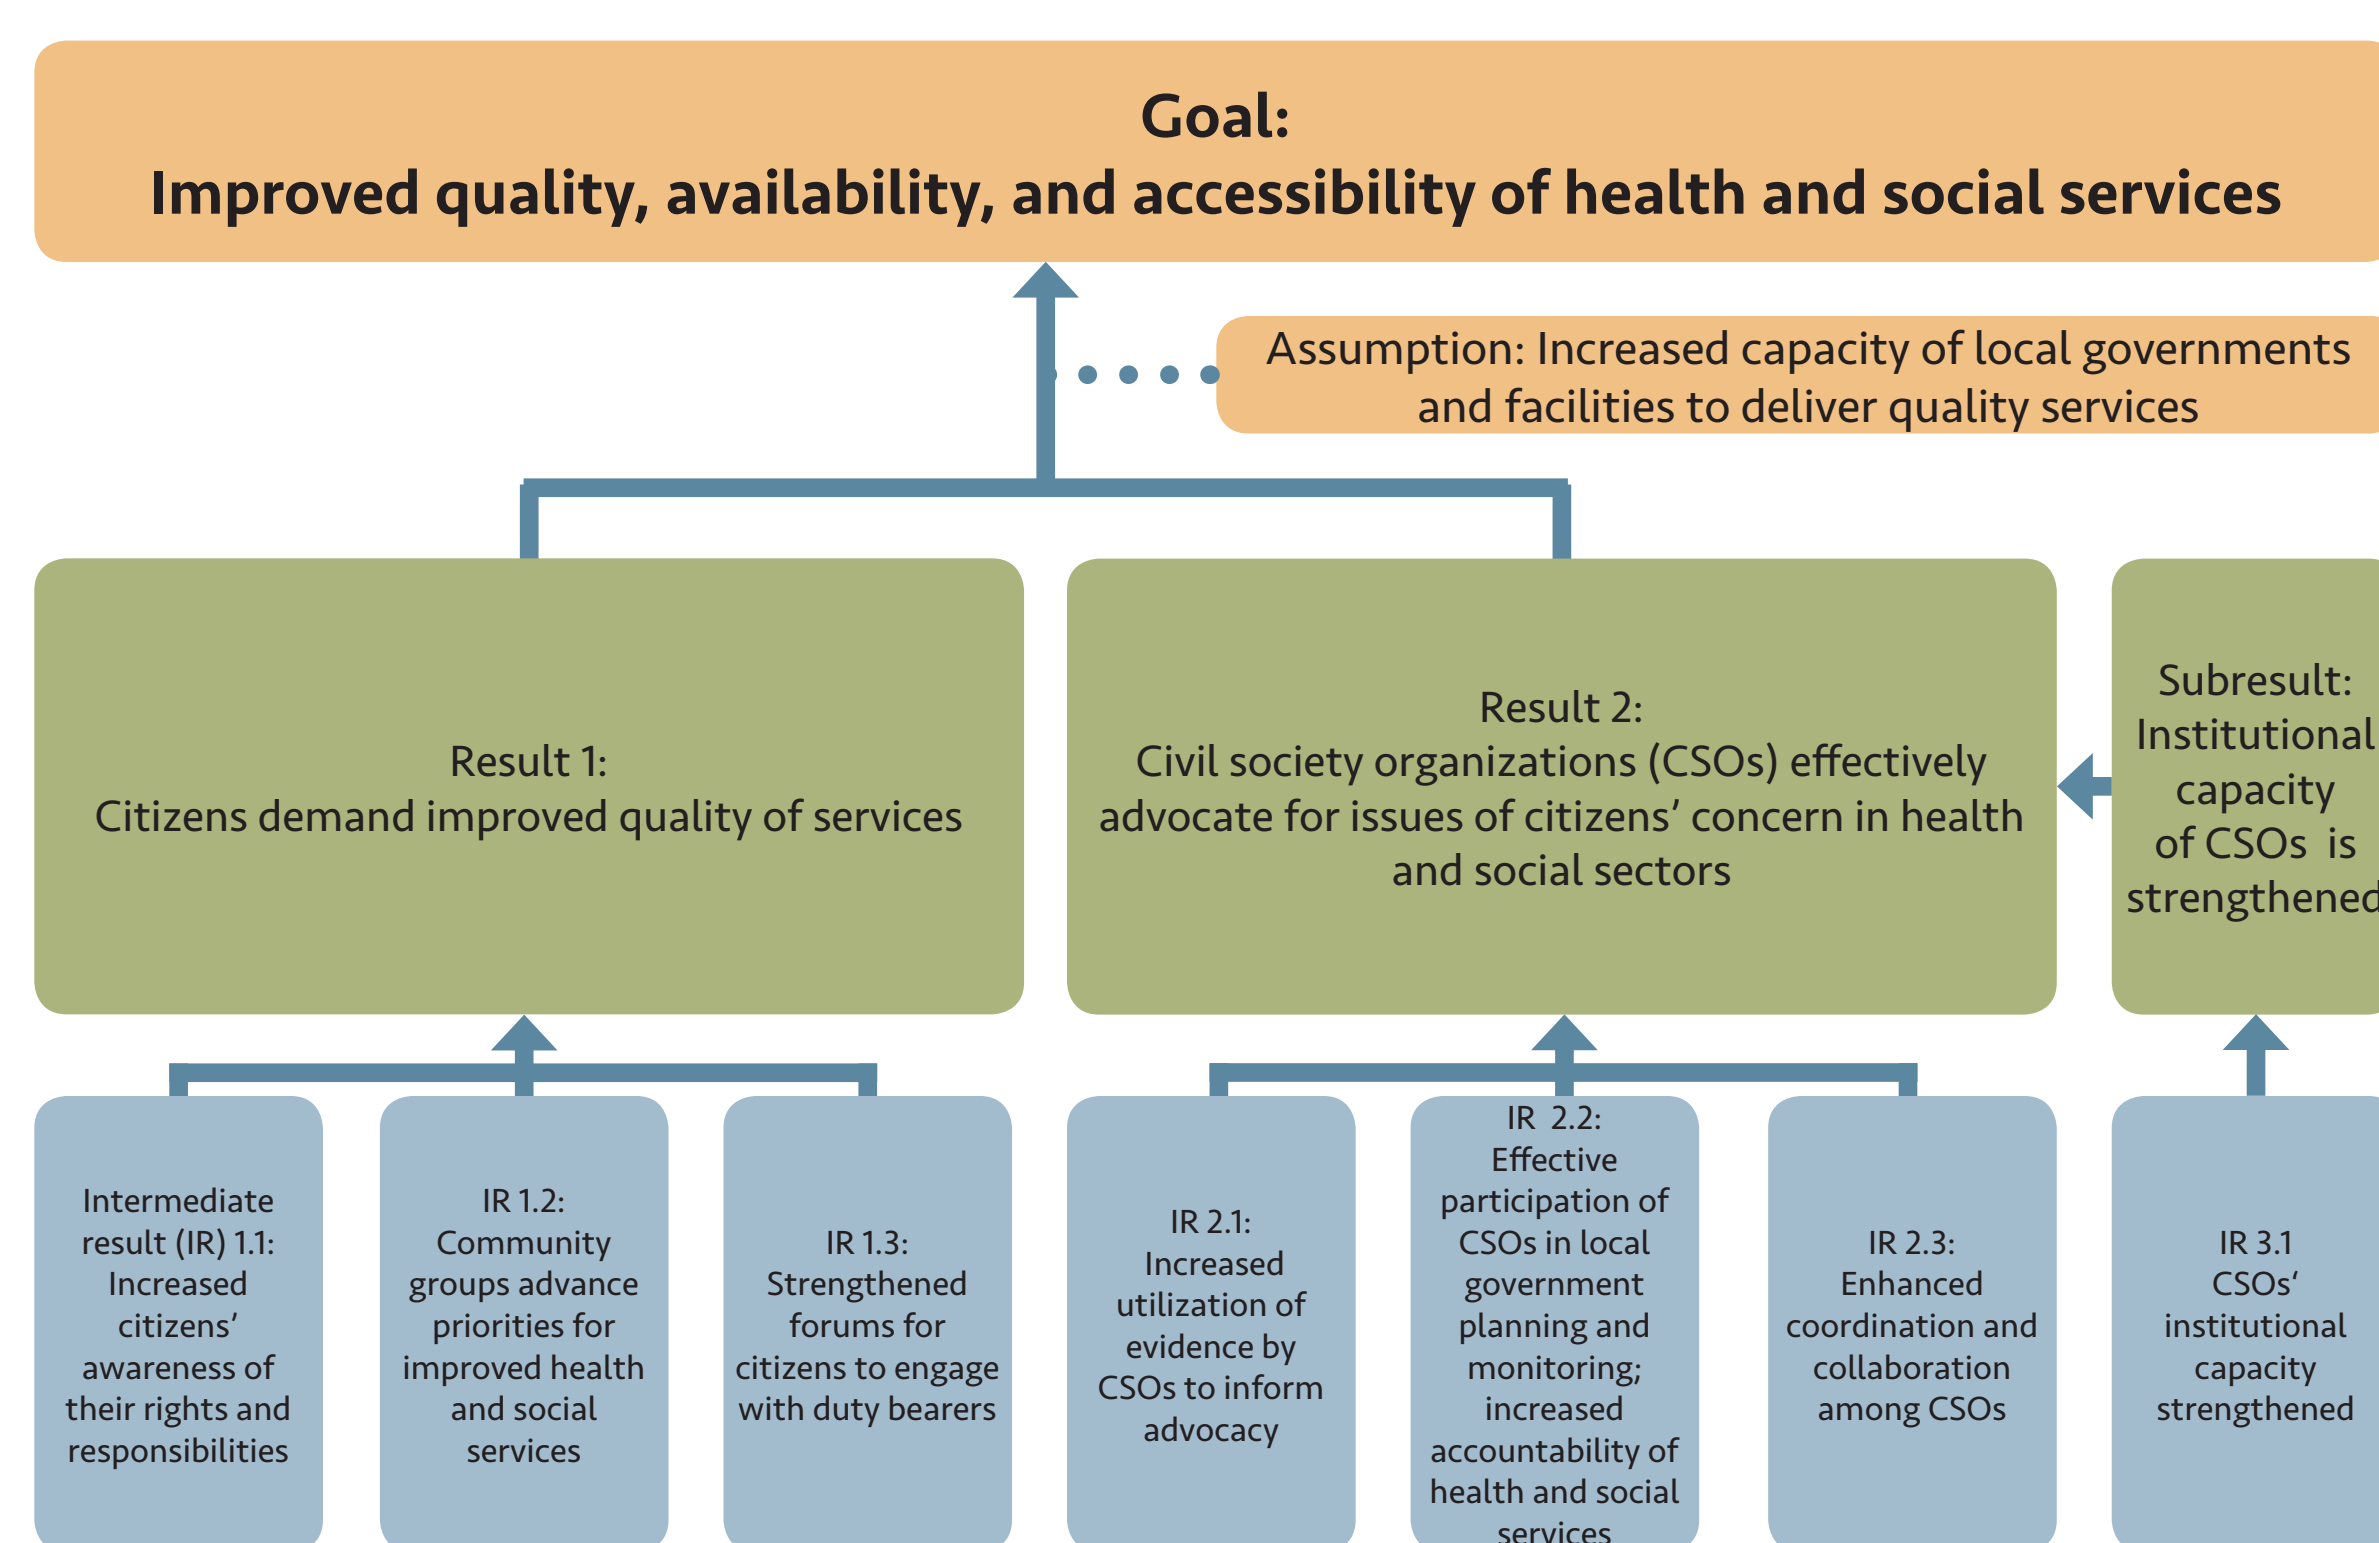 Goal:
Improved quality, availability, and accessibility of health and social services
Assumption: Increased capacity of local governments
and facilities to deliver quality services
Result 1:
Citizens demand improved quality of services
Result 2:
Civil society organizations (CSOs) effectively
advocate for issues of citizens’ concern in health
and social sectors
Subresult:
Institutional
capacity
of CSOs is
strengthened
Intermediate
result (IR) 1.1:
Increased
citizens’
awareness of
their rights and
responsibilities
IR 1.2:
Community
groups advance
priorities for
improved health
and social
services
IR 1.3:
Strengthened
forums for
citizens to engage
with duty bearers
IR 2.1:
Increased
utilization of
evidence by
CSOs to inform
advocacy
IR 2.2:
Effective
participation of
CSOs in local
government
planning and
monitoring;
increased
accountability of
health and social
services
IR 2.3:
Enhanced
coordination and
collaboration
among CSOs
IR 3.1
CSOs‘
institutional
capacity
strengthened